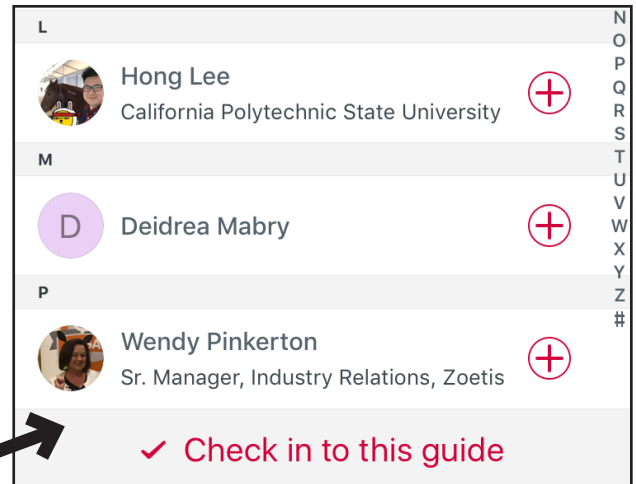 L
Hong Lee
California Polytechnic State University
M
D
Deidrea Mabry
P
Wendy Pinkerton
Sr. Manager, Industry Relations, Zoetis
Check in to this guide
N
O
P
Q
R
S
T
U
V
W
X
Y
Z
#